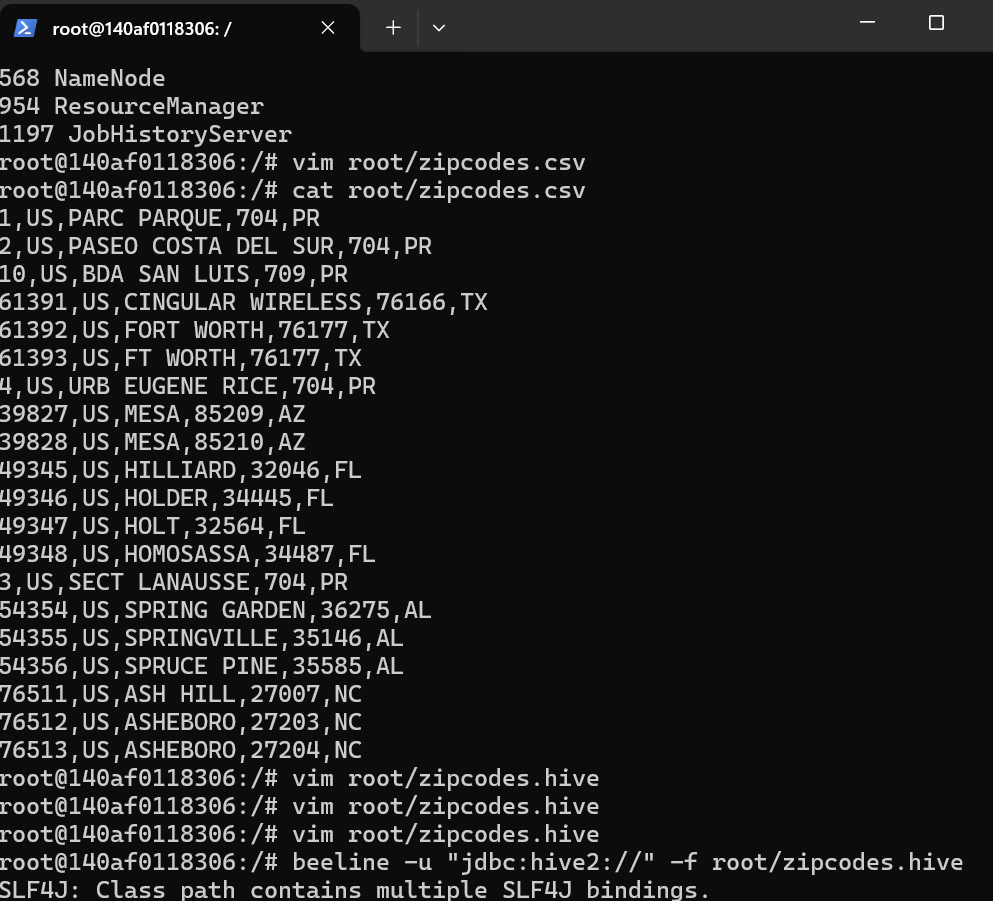 root@140af0118306: /
568 NameNode
954 ResourceManager
1197 JobHistoryServer
root@140af0118306:/# vim root/zipcodes.csv
root@140af0118306:/# cat root/zipcodes.csv
1,US,PARC PARQUE,704,PR
2,US,PASEO COSTA DEL SUR,704,PR
10,US,BDA SAN LUIS,709,PR
61391,US,CINGULAR WIRELESS,76166,TX
61392,US,FORT WORTH,76177,TX
61393,US,FT WORTH,76177,TX
4,US,URB EUGENE RICE,704,PR
39827,US,MESA,85209,AZ
39828,US,MESA,85210,AZ
49345,US,HILLIARD,32046,FL
49346,US,HOLDER,34445,FL
49347,US,HOLT,32564,FL
49348,US,HOMOSASSA,34487,FL
3,US,SECT LANAUSSE,704,PR
54354,US,SPRING GARDEN,36275,AL
54355,US,SPRINGVILLE,35146,AL
54356,US,SPRUCE PINE,35585,AL
76511,US,ASH HILL,27007,NC
76512,US,ASHEBORO,27203,NC
76513,US,ASHEBORO,27204,NC
root@140af0118306:/# vim root/zipcodes.hive
root@140af0118306:/# vim root/zipcodes.hive
root@140af0118306:/# vim root/zipcodes.hive
root@140af0118306:/# beeline -u "jdbc:hive2://" -f root/zipcodes.hive
SLF4J: Class path contains multiple SLF4J bindings.